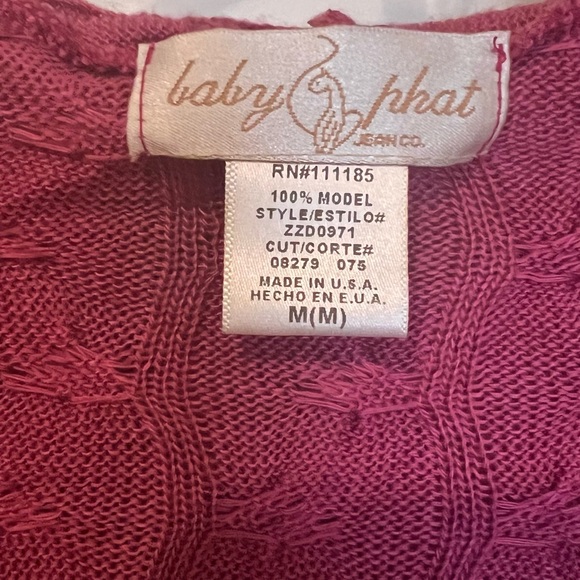 baby phat
JEAN CO.
RN#111185
100% MODEL
STYLE/ESTILO#
ZZD0971
CUT/CORTE#
08279 075
MADE IN U.S.A.
HECHO EN E.U.A.
M(M)